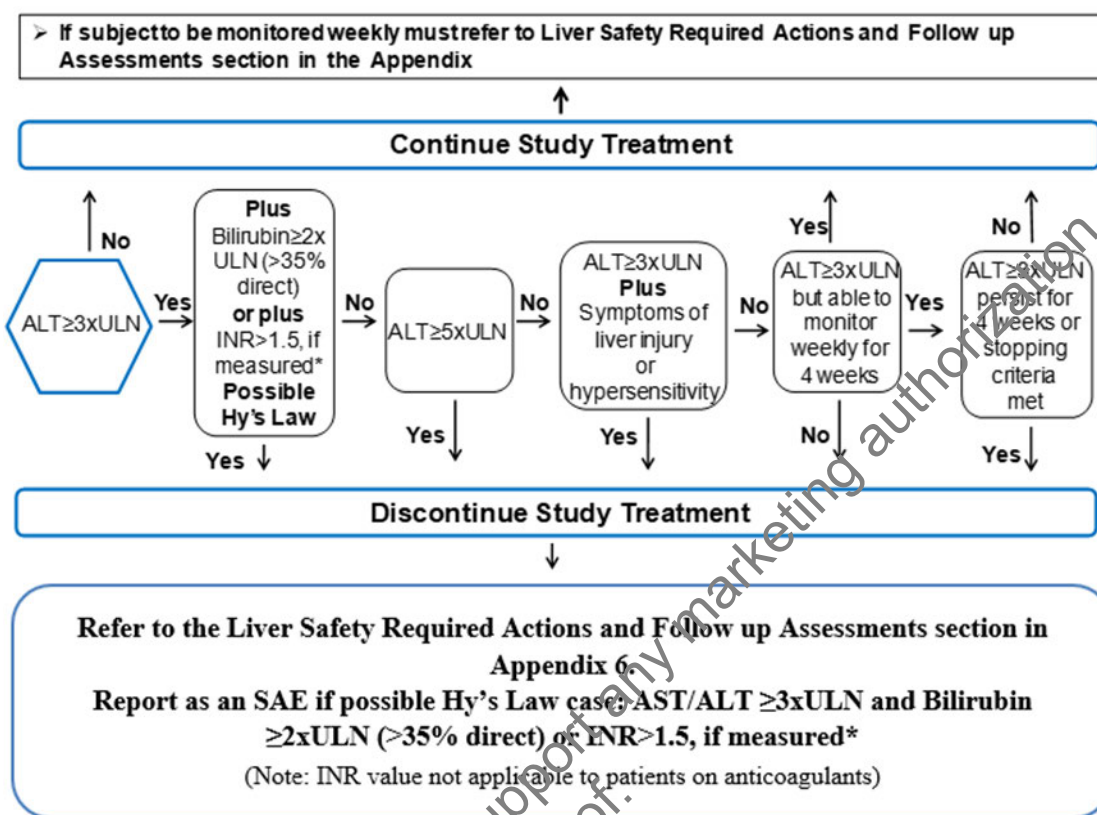 ➢ If subject to be monitored weekly must refer to Liver Safety Required Actions and Follow up
Assessments section in the Appendix
Continue Study Treatment
No
ALT≥3xULN
Yes
Plus
Bilirubin≥2x
ULN (>35%
direct)
or plus
INR>1.5, if
measured*
Possible
Hy's Law
Yes
No
ALT≥5xULN
Yes
No
ALT≥3xULN
Plus
Symptoms of
liver injury
or
hypersensitivity
Yes
No
Yes
ALT≥3xULN
but able to
monitor
weekly for
4 weeks
No
Yes
No
ALT≥3xULN
persist for
4 weeks or
stopping
criteria
met
Yes
Discontinue Study Treatment
Refer to the Liver Safety Required Actions and Follow up Assessments section in
Appendix 6.
Report as an SAE if possible Hy's Law case: AST/ALT ≥3xULN and Bilirubin
≥2xULN (>35% direct) or INR>1.5, if measured*
(Note: INR value not applicable to patients on anticoagulants)
support any marketing authorization
of.